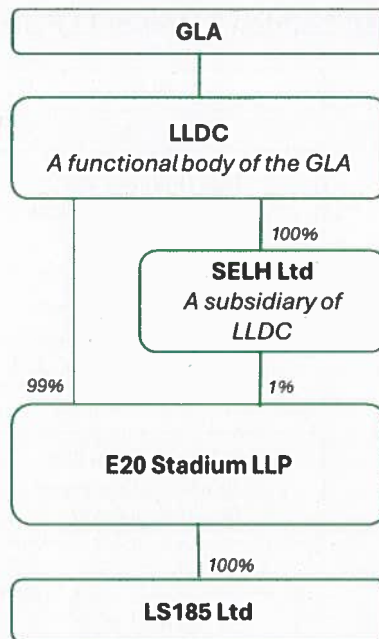 GLA
LLDC
A functional body of the GLA
100%
SELH Ltd
A subsidiary of
LLDC
99%
1%
E20 Stadium LLP
100%
LS185 Ltd